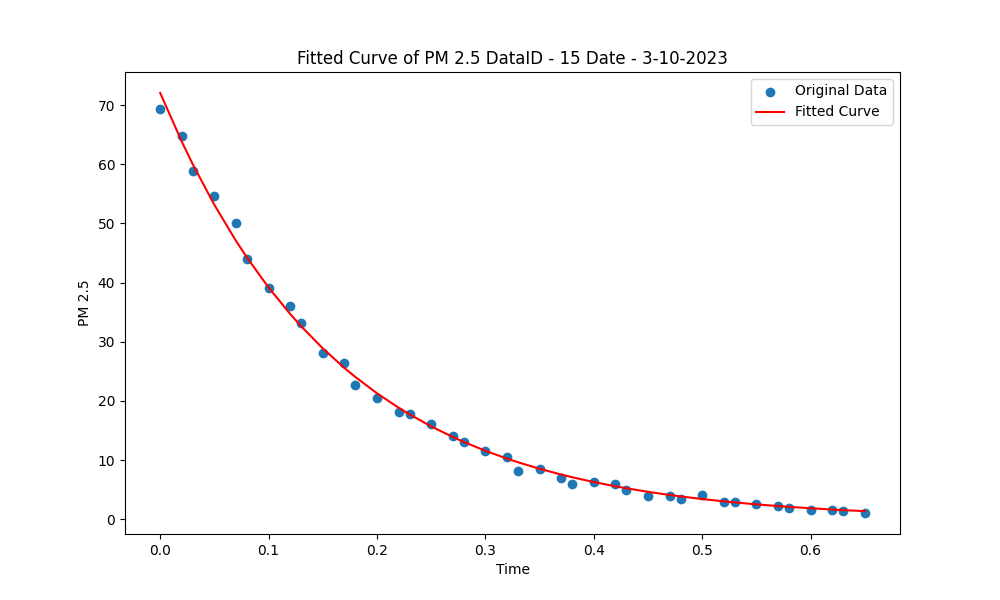 Fitted Curve of PM 2.5 DataID - 15 Date - 3-10-2023
Original Data
Fitted Curve
70
60
50
40
30
20
10
0
PM 2.5
0.0 0.1 0.2 0.3 0.4 0.5 0.6
Time